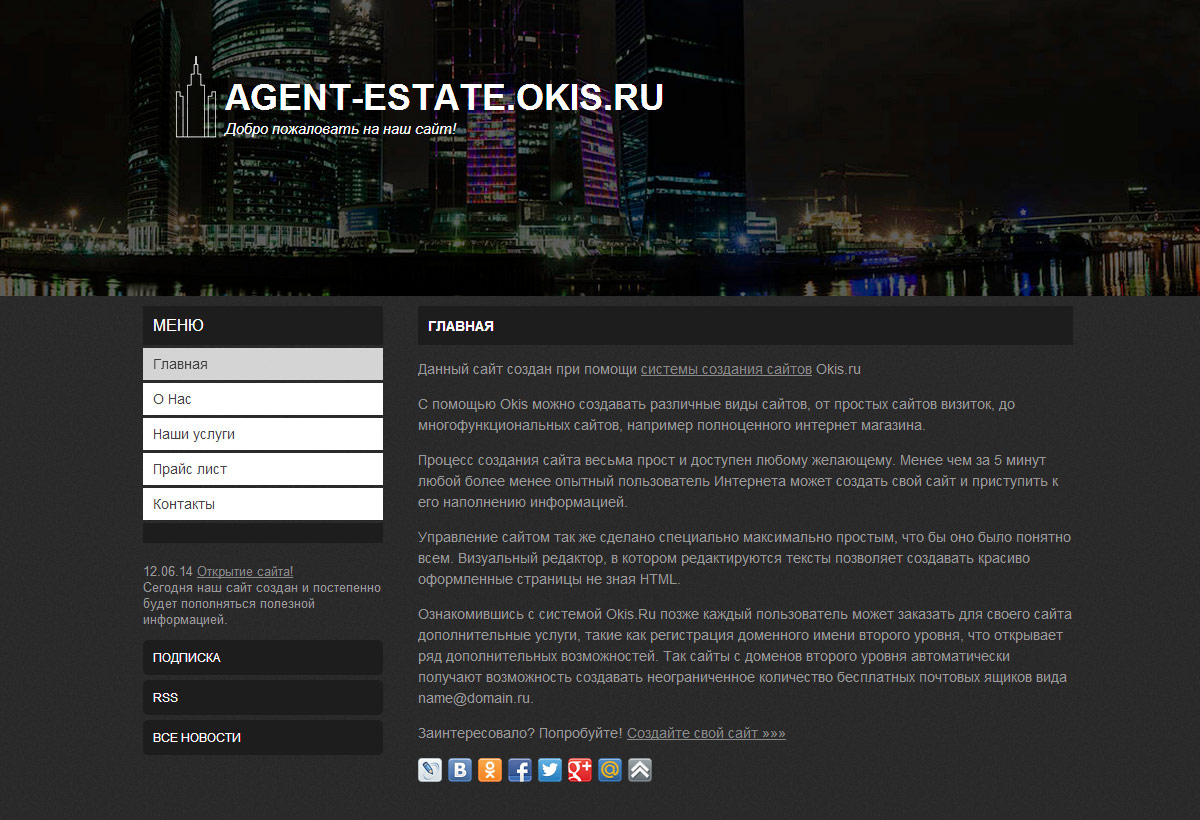 AGENT-ESTATE.OKIS.RU
Добро пожаловать на наш сайт!
МЕНЮ
Главная
О Нас
Наши услуги
Прайс лист
Контакты
12.06.14 Открытие сайта!
Сегодня наш сайт создан и постепенно
будет пополняться полезной
информацией.
ПОДПИСКА
RSS
ВСЕ НОВОСТИ
ГЛАВНАЯ
Данный сайт создан при помощи системы создания сайтов Okis.ru
С помощью Okis можно создавать различные виды сайтов, от простых сайтов визиток, до
многофункциональных сайтов, например полноценного интернет магазина.
Процесс создания сайта весьма прост и доступен любому желающему. Менее чем за 5 минут
любой более менее опытный пользователь Интернета может создать свой сайт и приступить к
его наполнению информацией.
Управление сайтом так же сделано специально максимально простым, что бы оно было понятно
всем. Визуальный редактор, в котором редактируются тексты позволяет создавать красиво
оформленные страницы не зная HTML.
Ознакомившись с системой Okis.Ru позже каждый пользователь может заказать для своего сайта
дополнительные услуги, такие как регистрация доменного имени второго уровня, что открывает
ряд дополнительных возможностей. Так сайты с доменов второго уровня автоматически
получают возможность создавать неограниченное количество бесплатных почтовых ящиков вида
name@domain.ru.
Заинтересовало? Попробуйте! Создайте свой сайт »»»